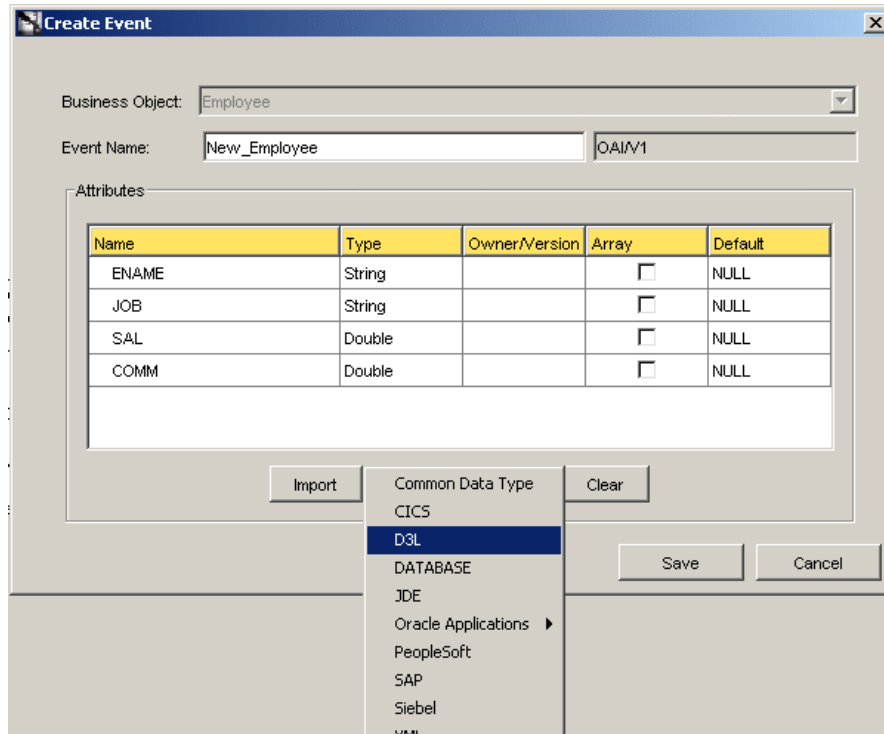 Create Event
Business Object: Employee
Event Name: New_Employee OAI/V1
Attributes
Name Type Owner/Version Array Default
ENAME String NULL
JOB String NULL
SAL Double NULL
COMM Double NULL
Import Clear
Common Data Type
CICS
D3L
Save Cancel
DATABASE
JDE
Oracle Applications
PeopleSoft
SAP
Siebel